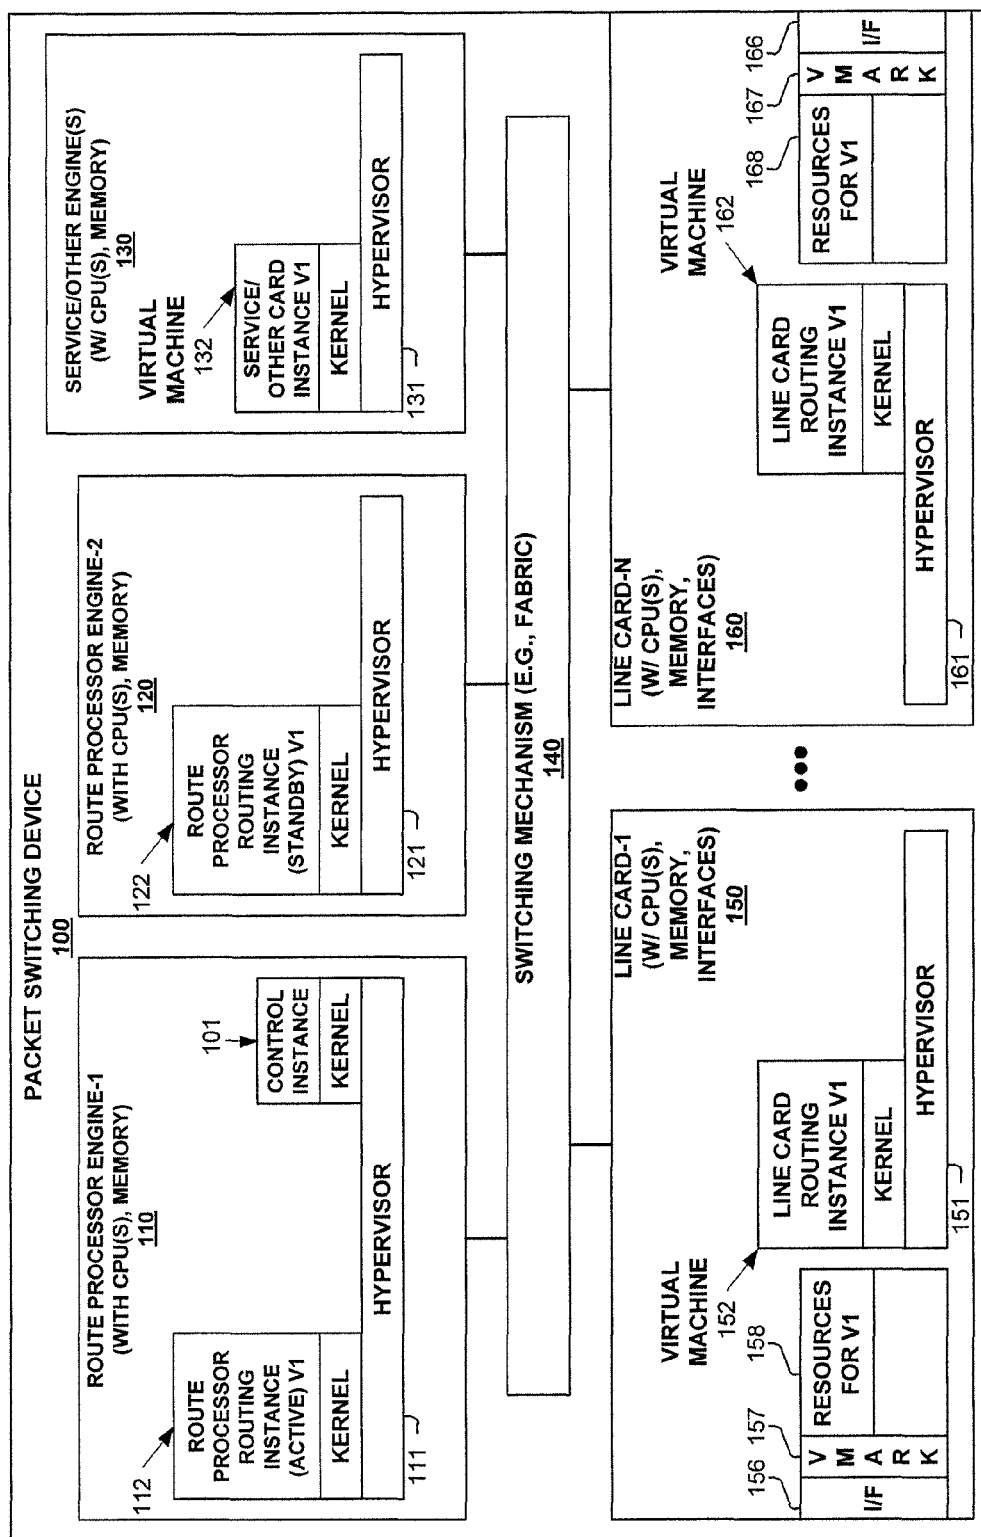 PACKET SWITCHING DEVICE
100
ROUTE PROCESSOR ENGINE-1
(WITH CPU(S), MEMORY)
110
112
ROUTE
PROCESSOR
ROUTING
INSTANCE
(ACTIVE) V1
KERNEL
101
CONTROL
INSTANCE
KERNEL
HYPERVISOR
111
ROUTE PROCESSOR ENGINE-2
(WITH CPU(S), MEMORY)
120
122
ROUTE
PROCESSOR
ROUTING
INSTANCE
(STANDBY) V1
KERNEL
HYPERVISOR
121
SERVICE/OTHER ENGINE(S)
(W/ CPU(S), MEMORY)
130
VIRTUAL
MACHINE
132
SERVICE/
OTHER CARD
INSTANCE V1
KERNEL
HYPERVISOR
131
SWITCHING MECHANISM (E.G., FABRIC)
140
LINE CARD-1
(W/ CPU(S),
MEMORY,
INTERFACES)
150
VIRTUAL
MACHINE
152
156
157
158
I/F
V
M
A
R
K
RESOURCES
FOR V1
LINE CARD
ROUTING
INSTANCE V1
KERNEL
HYPERVISOR
151
LINE CARD-N
(W/ CPU(S),
MEMORY,
INTERFACES)
160
VIRTUAL
MACHINE
162
LINE CARD
ROUTING
INSTANCE V1
KERNEL
HYPERVISOR
161
168
167
166
RESOURCES
FOR V1
V
M
A
R
K
I/F